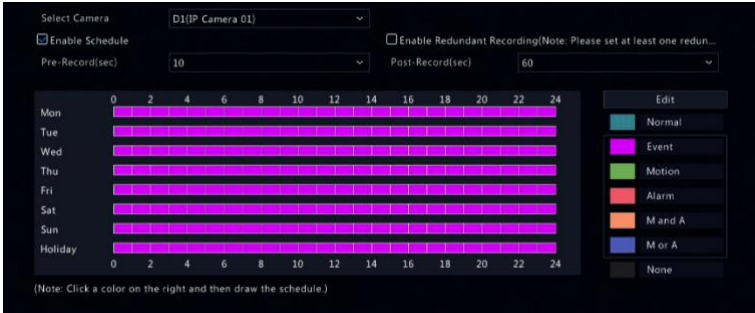 Select Camera D1(IP Camera 01)
Enable Schedule Enable Redundant Recording(Note: Please set at least one redun...
Pre-Record(sec) 10 Post-Record(sec) 60
0 2 4 6 8 10 12 14 16 18 20 22 24 Edit
Mon
Normal
Tue
Wed Event
Thu Motion
Fri
Alarm
Sat
Sun M and A
Holiday M or A
0 2 4 6 8 10 12 14 16 18 20 22 24 None
(Note: Click a color on the right and then draw the schedule.)